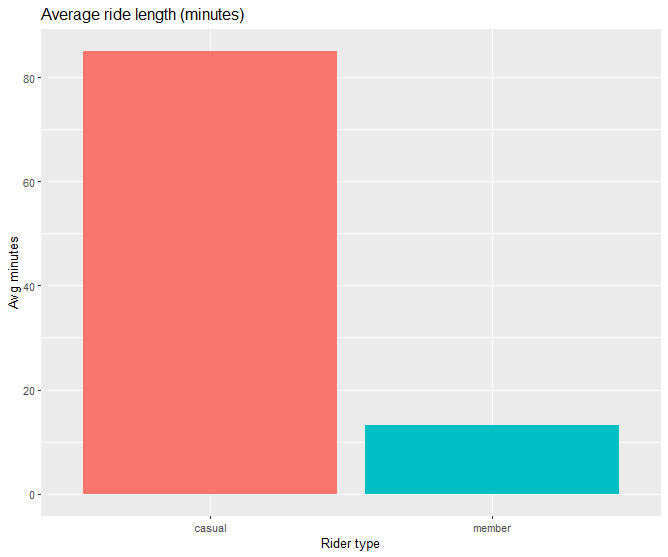 Average ride length (minutes)
Avg minutes
80
60
40
20
0
casual
member
Rider type